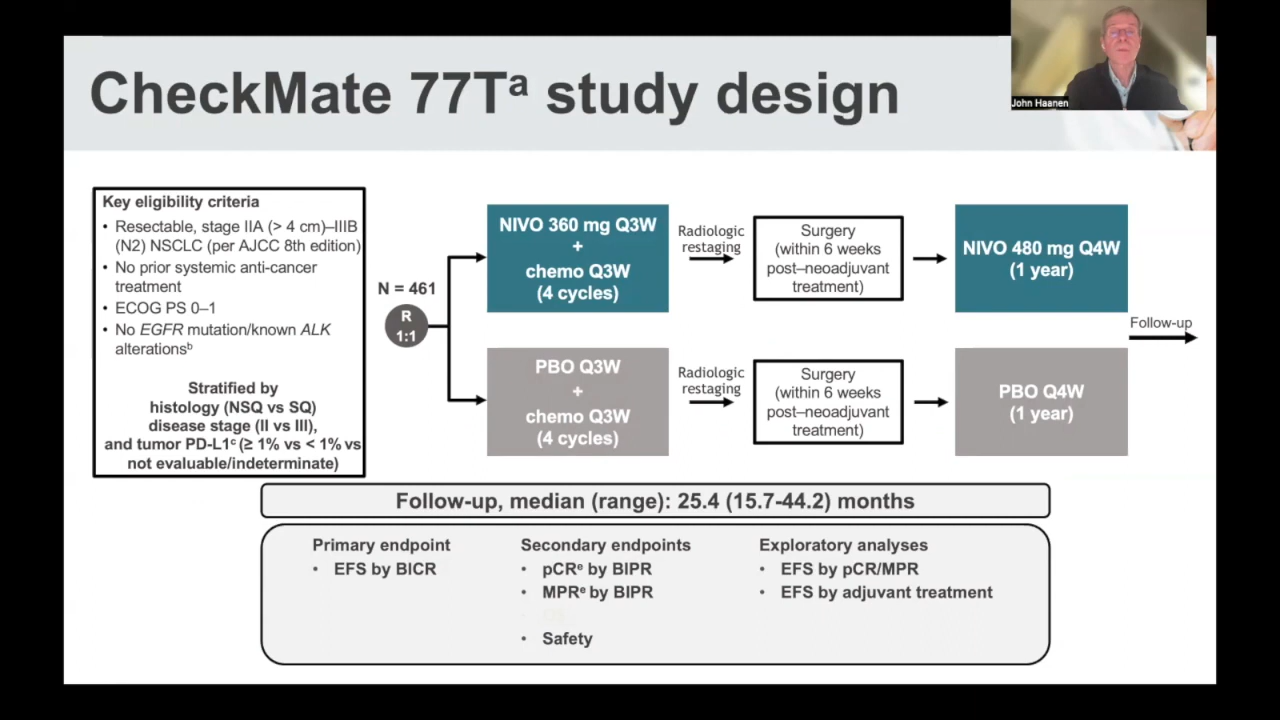 CheckMate 77Tᵃ study design
John Haanen
Key eligibility criteria
• Resectable, stage IIA (> 4 cm)–IIIB
(N2) NSCLC (per AJCC 8th edition)
• No prior systemic anti-cancer
treatment
• ECOG PS 0–1
• No EGFR mutation/known ALK
alterationsᵇ
Stratified by
histology (NSQ vs SQ)
disease stage (II vs III),
and tumor PD-L1ᶜ (≥ 1% vs < 1% vs
not evaluable/indeterminate)
N = 461
R
1:1
NIVO 360 mg Q3W
+
chemo Q3W
(4 cycles)
Radiologic
restaging
Surgery
(within 6 weeks
post–neoadjuvant
treatment)
NIVO 480 mg Q4W
(1 year)
PBO Q3W
+
chemo Q3W
(4 cycles)
Radiologic
restaging
Surgery
(within 6 weeks
post–neoadjuvant
treatment)
PBO Q4W
(1 year)
Follow-up
Follow-up, median (range): 25.4 (15.7-44.2) months
Primary endpoint
• EFS by BICR
Secondary endpoints
• pCRᵉ by BIPR
• MPRᵉ by BIPR
• Safety
Exploratory analyses
• EFS by pCR/MPR
• EFS by adjuvant treatment